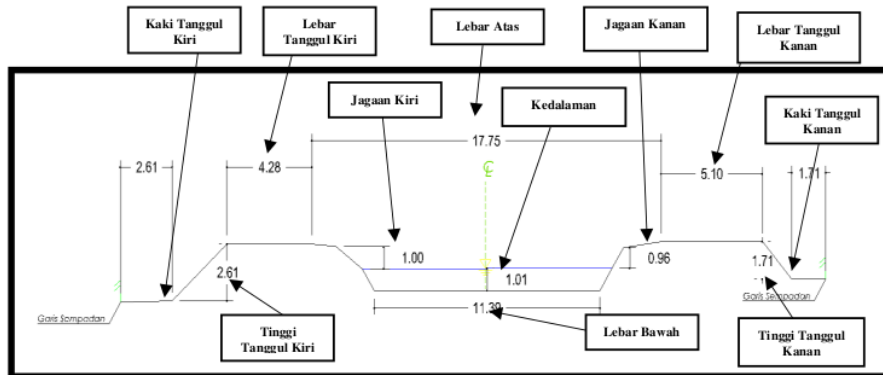 Kaki Tanggul
Kiri
Lebar
Tanggul Kiri
Lebar Atas
Jagaan Kanan
Lebar Tanggul
Kanan
Jagaan Kiri
Kedalaman
Kaki Tanggul
Kanan
17.75
2.61
4.28
5.10
1.71
1.00
0.96
1.71
2.61
1.01
Garis Sempadan
11.39
Garis Sempadan
Tinggi
Tanggul Kiri
Lebar Bawah
Tinggi Tanggul
Kanan